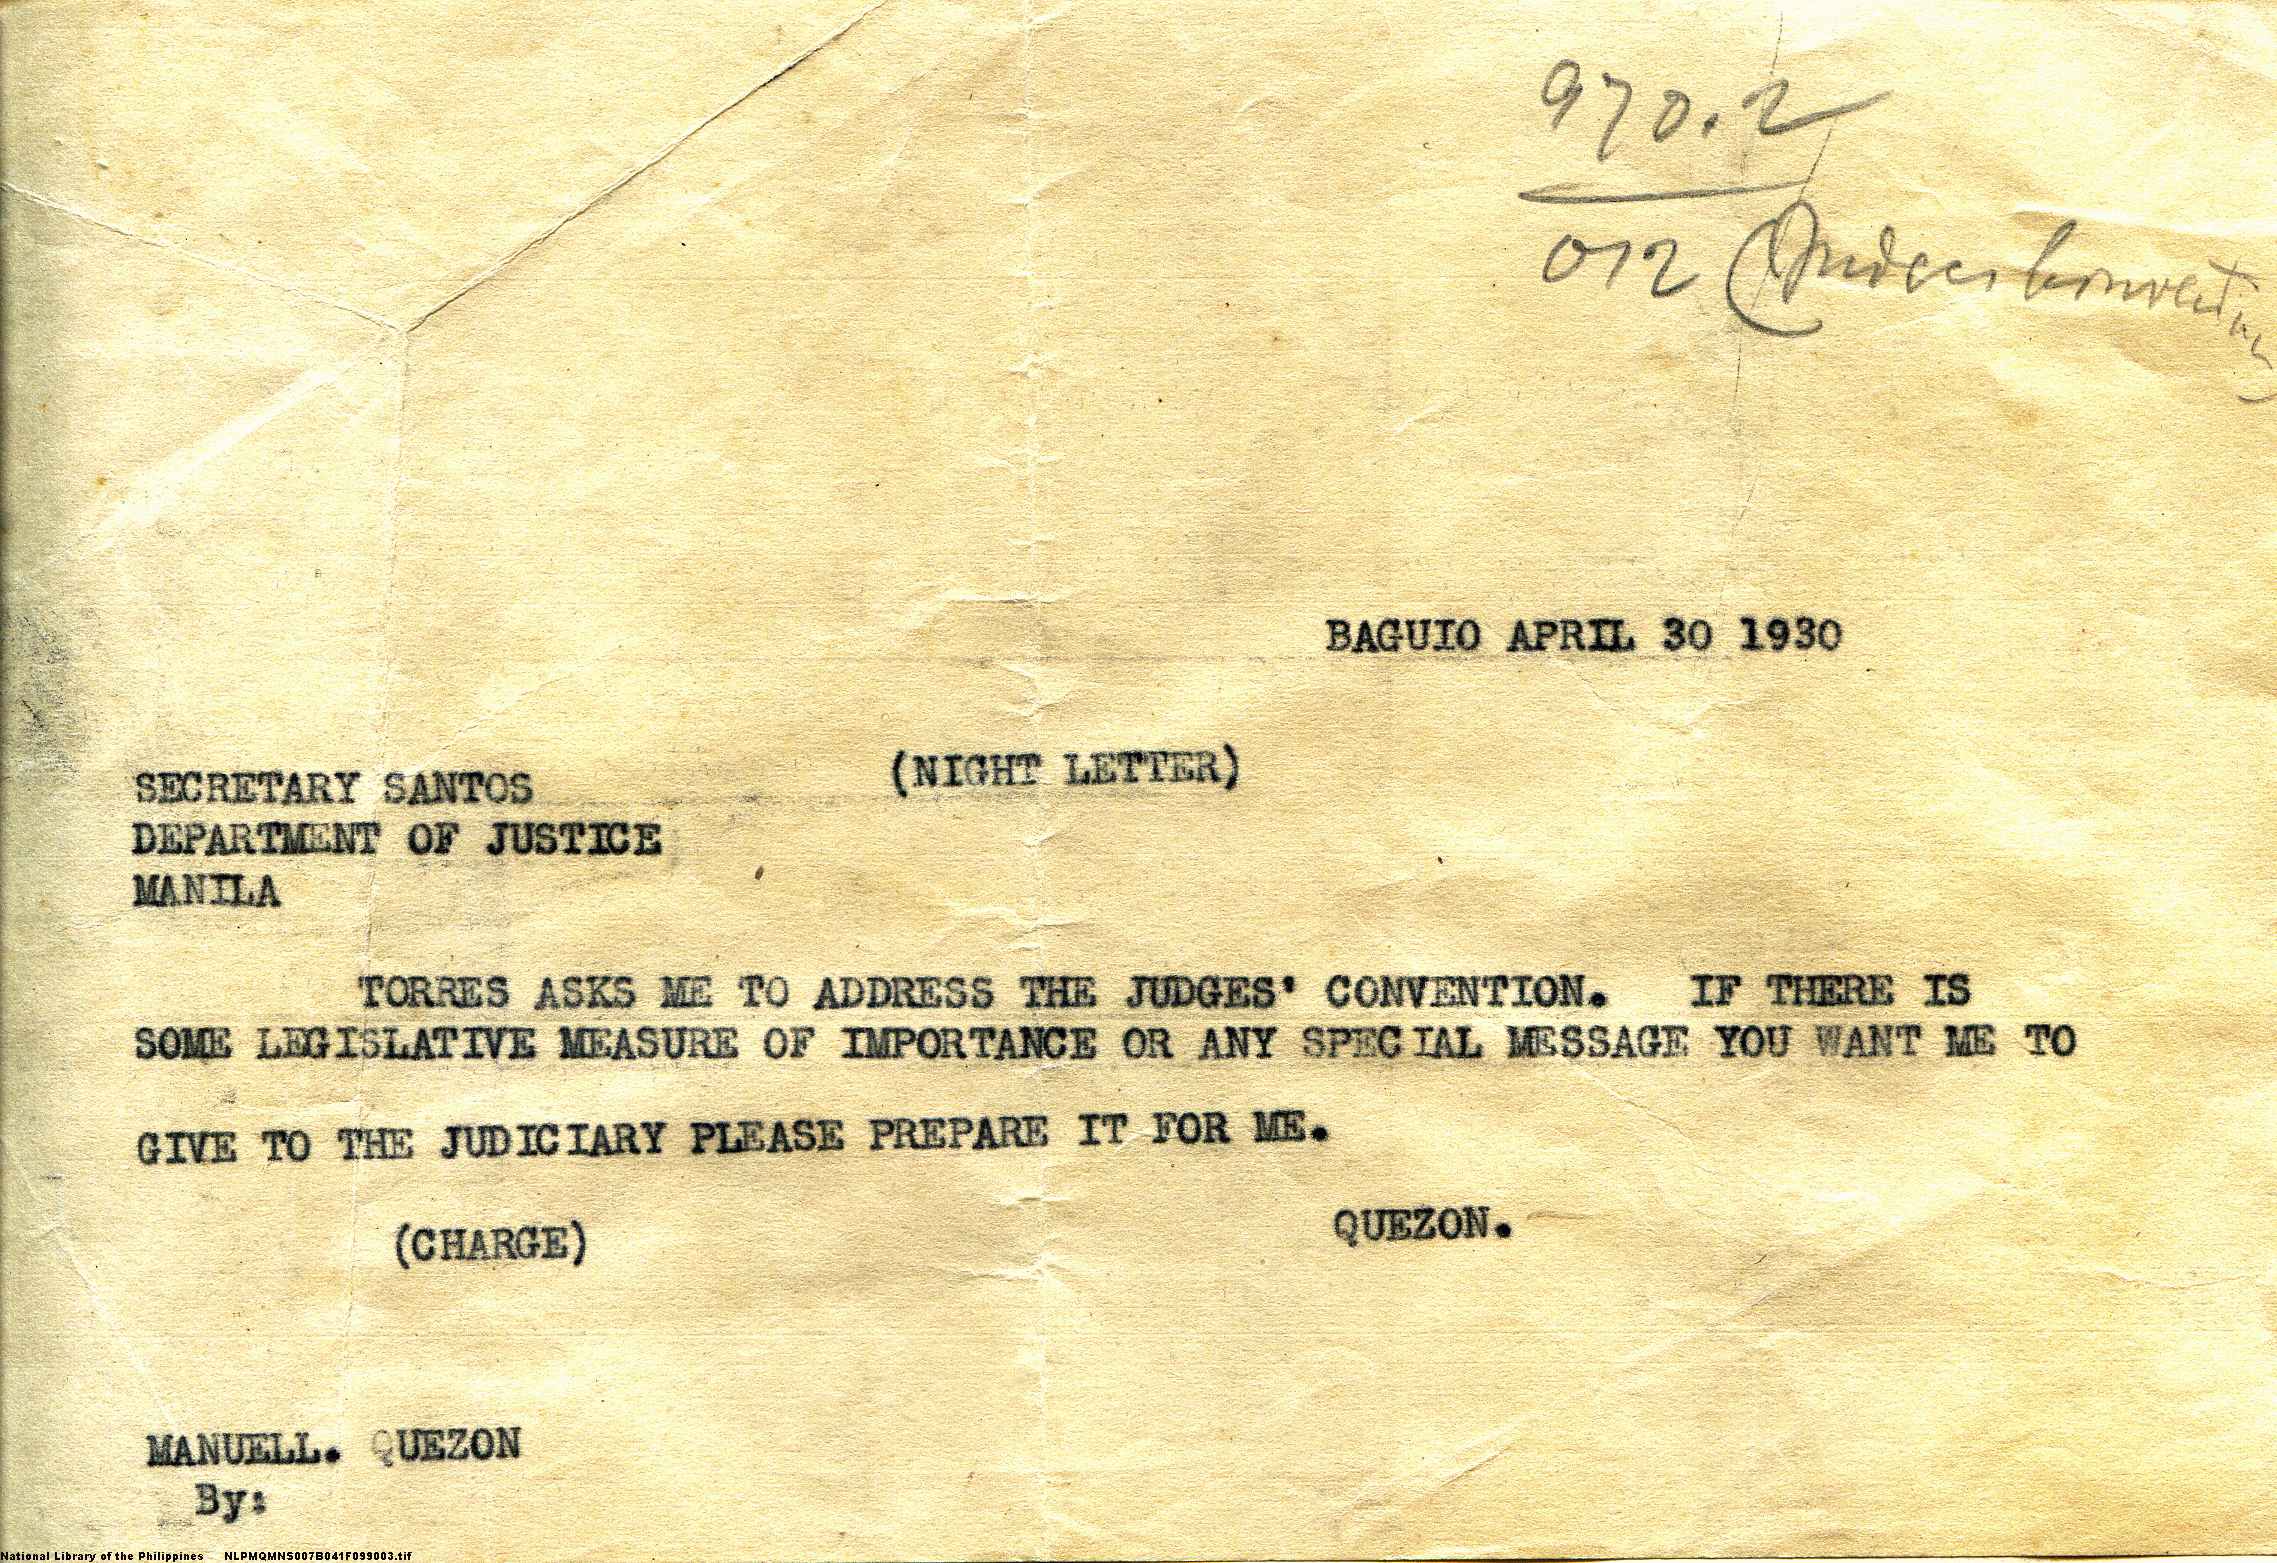 970.2
012 (Judges Convention)
BAGUIO APRIL 30 1930
(NIGHT LETTER)
SECRETARY SANTOS
DEPARTMENT OF JUSTICE
MANILA
TORRES ASKS ME TO ADDRESS THE JUDGES' CONVENTION. IF THERE IS
SOME LEGISLATIVE MEASURE OF IMPORTANCE OR ANY SPECIAL MESSAGE YOU WANT ME TO
GIVE TO THE JUDICIARY PLEASE PREPARE IT FOR ME.
QUEZON.
(CHARGE)
MANUELL. QUEZON
By:
National Library of the Philippines NLPMQMNS007B041F099003.tif